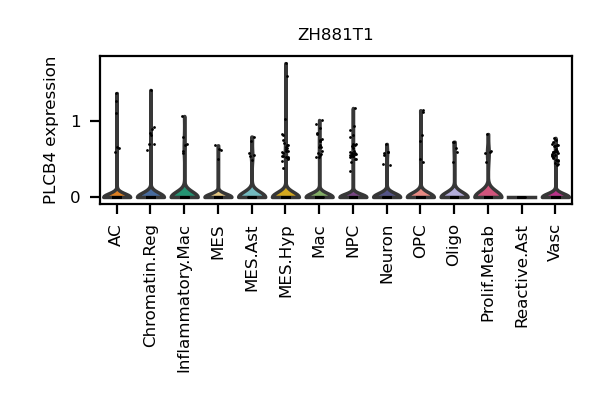 ZH881T1
PLCB4 expression
1
0
AC
Chromatin.Reg
Inflammatory.Mac
MES
MES.Ast
MES.Hyp
Mac
NPC
Neuron
OPC
Oligo
Prolif.Metab
Reactive.Ast
Vasc